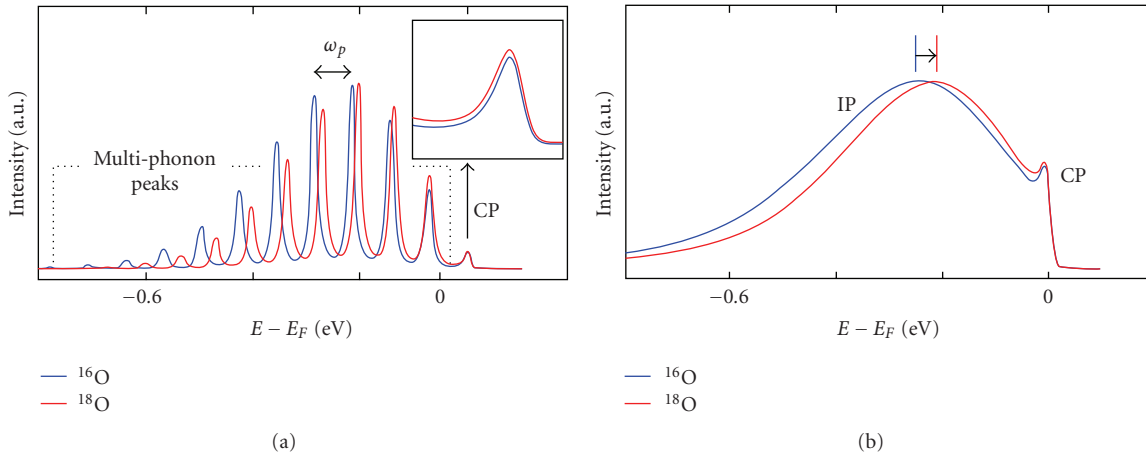 ω_p
Multi-phonon
peaks
CP
Intensity (a.u.)
−0.6
0
E − E_F (eV)
¹⁶O
¹⁸O
(a)
IP
CP
Intensity (a.u.)
−0.6
0
E − E_F (eV)
¹⁶O
¹⁸O
(b)